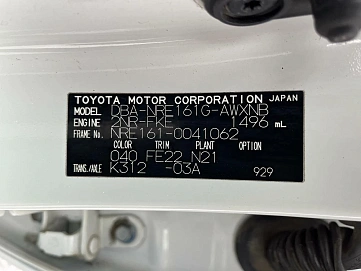 TOYOTA MOTOR CORPORATION JAPAN
MODEL DBA-NRE161G-AWXNB
ENGINE 2NR-FKE 1496 mL
FRAME No. NRE161-0041062
COLOR TRIM PLANT OPTION
040 FE22 N21
TRANS./AXLE K312 -03A 929